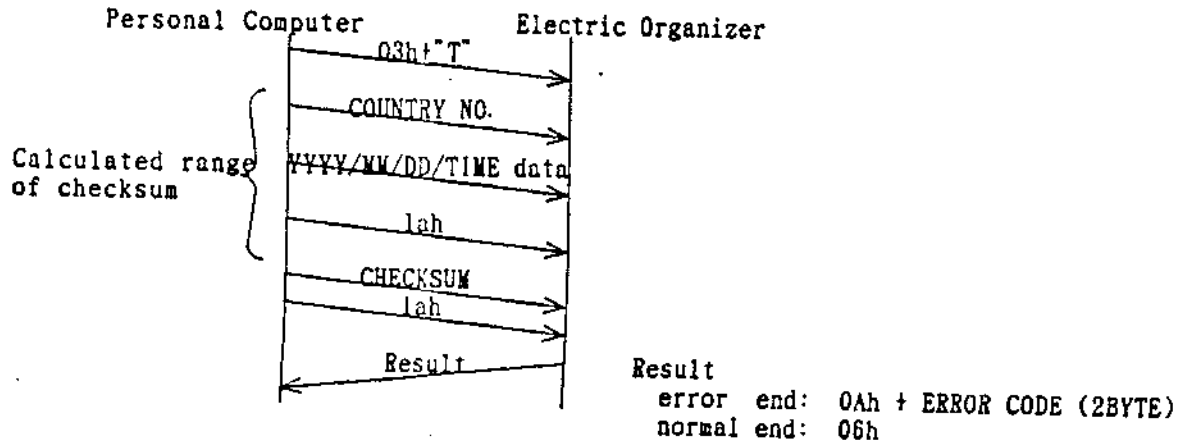 Personal Computer Electric Organizer
03h+"T"
COUNTRY NO.
Calculated range
of checksum
YYYY/MM/DD/TIME data
1ah
CHECKSUM
1ah
Result
Result
error end: 0Ah + ERROR CODE (2BYTE)
normal end: 06h